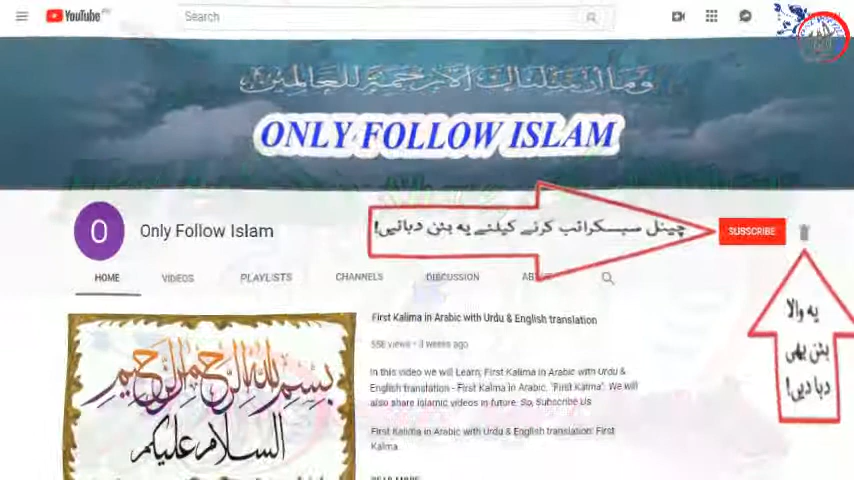 YouTube
Search
وما ارسلناك الا رحمة للعالمين
ONLY FOLLOW ISLAM
O
Only Follow Islam
چینل سبسکرائب کرنے کیلئے یہ بٹن دبائیں!
SUBSCRIBE
HOME
VIDEOS
PLAYLISTS
CHANNELS
DISCUSSION
یہ والا
بٹن بھی
دبا دیں!
First Kalima in Arabic with Urdu & English translation
558 views - 3 weeks ago
In this video we will Learn; First Kalima in Arabic with Urdu &
English translation - First Kalma in Arabic. "First Kalima". We will
also share Islamic videos in future. So, Subscribe Us
First Kalima in Arabic with Urdu & English translation: First
Kalma
بسم الله الرحمن الرحيم
السلام عليكم